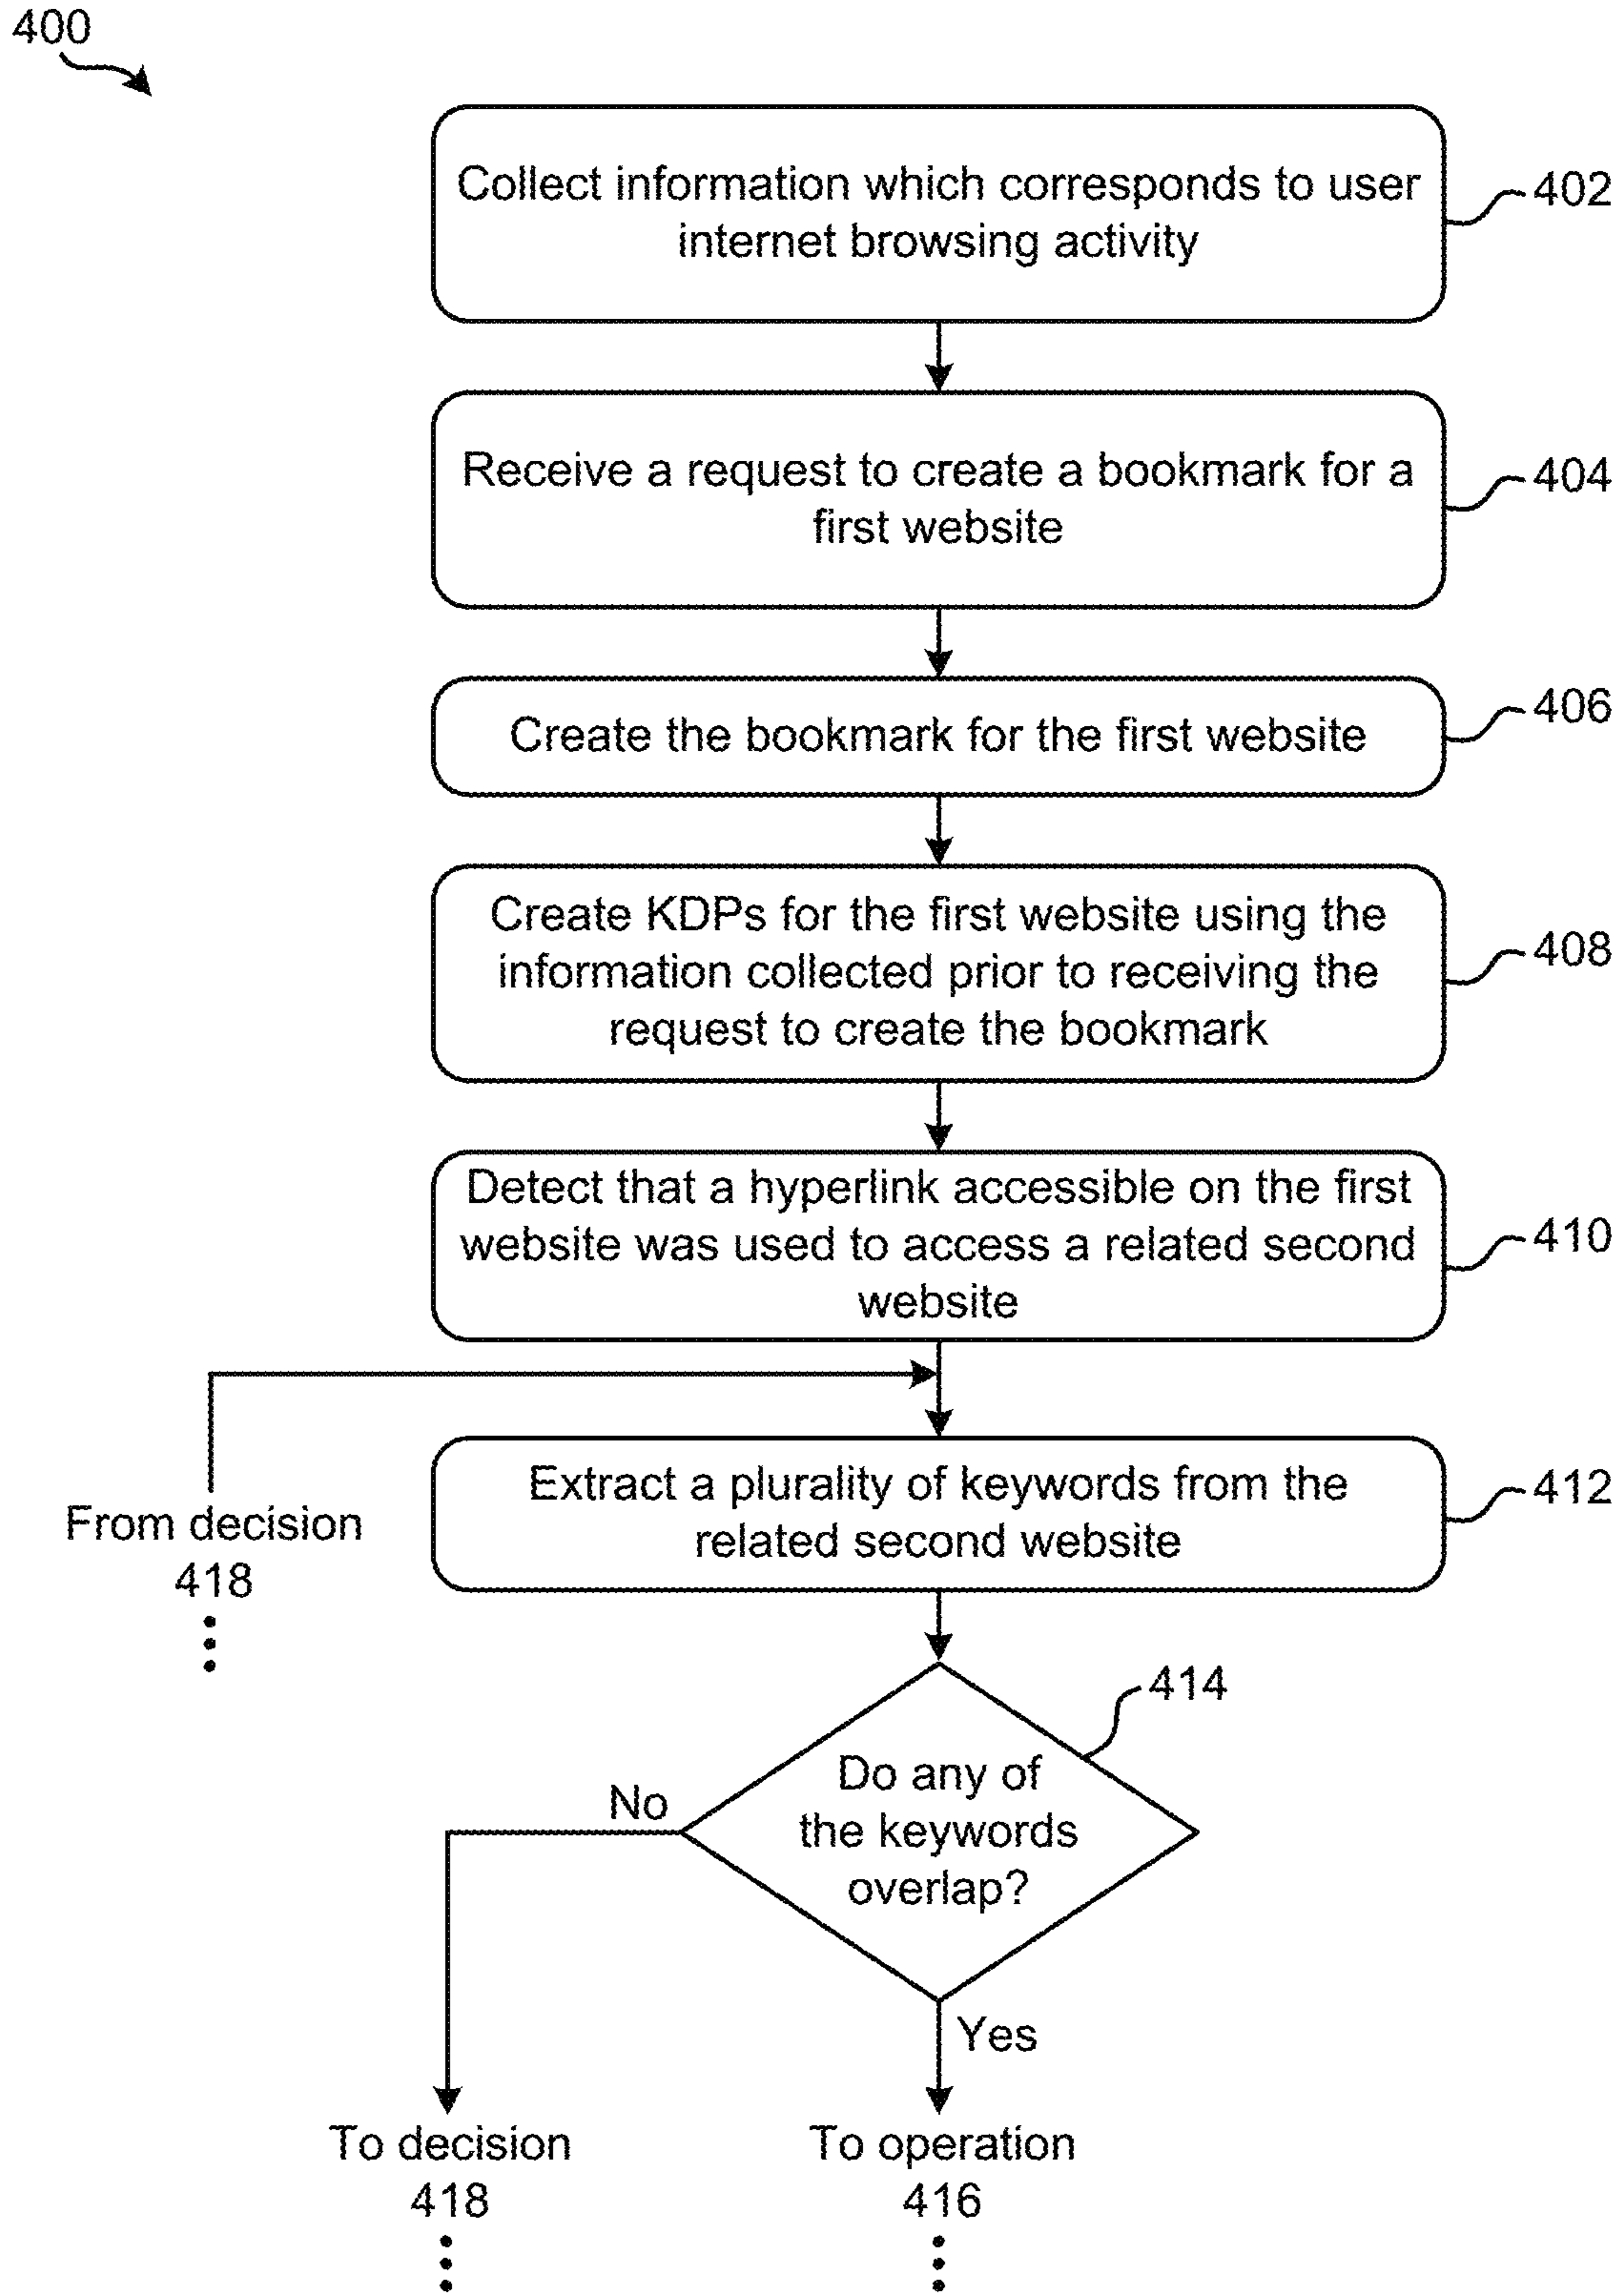 400
Collect information which corresponds to user
internet browsing activity
402
Receive a request to create a bookmark for a
first website
404
Create the bookmark for the first website
406
Create KDPs for the first website using the
information collected prior to receiving the
request to create the bookmark
408
Detect that a hyperlink accessible on the first
website was used to access a related second
website
410
From decision
418
Extract a plurality of keywords from the
related second website
412
414
Do any of
the keywords
overlap?
No
Yes
To decision
418
To operation
416